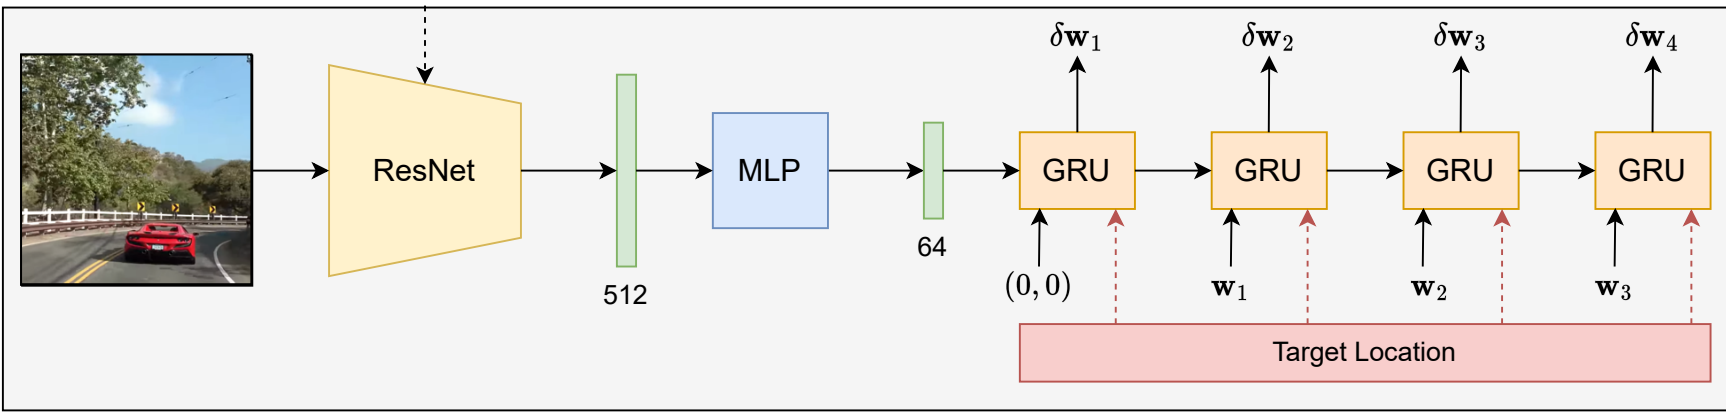 δw₁ δw₂ δw₃ δw₄
ResNet MLP GRU GRU GRU GRU
512 64
(0, 0) w₁ w₂ w₃
Target Location